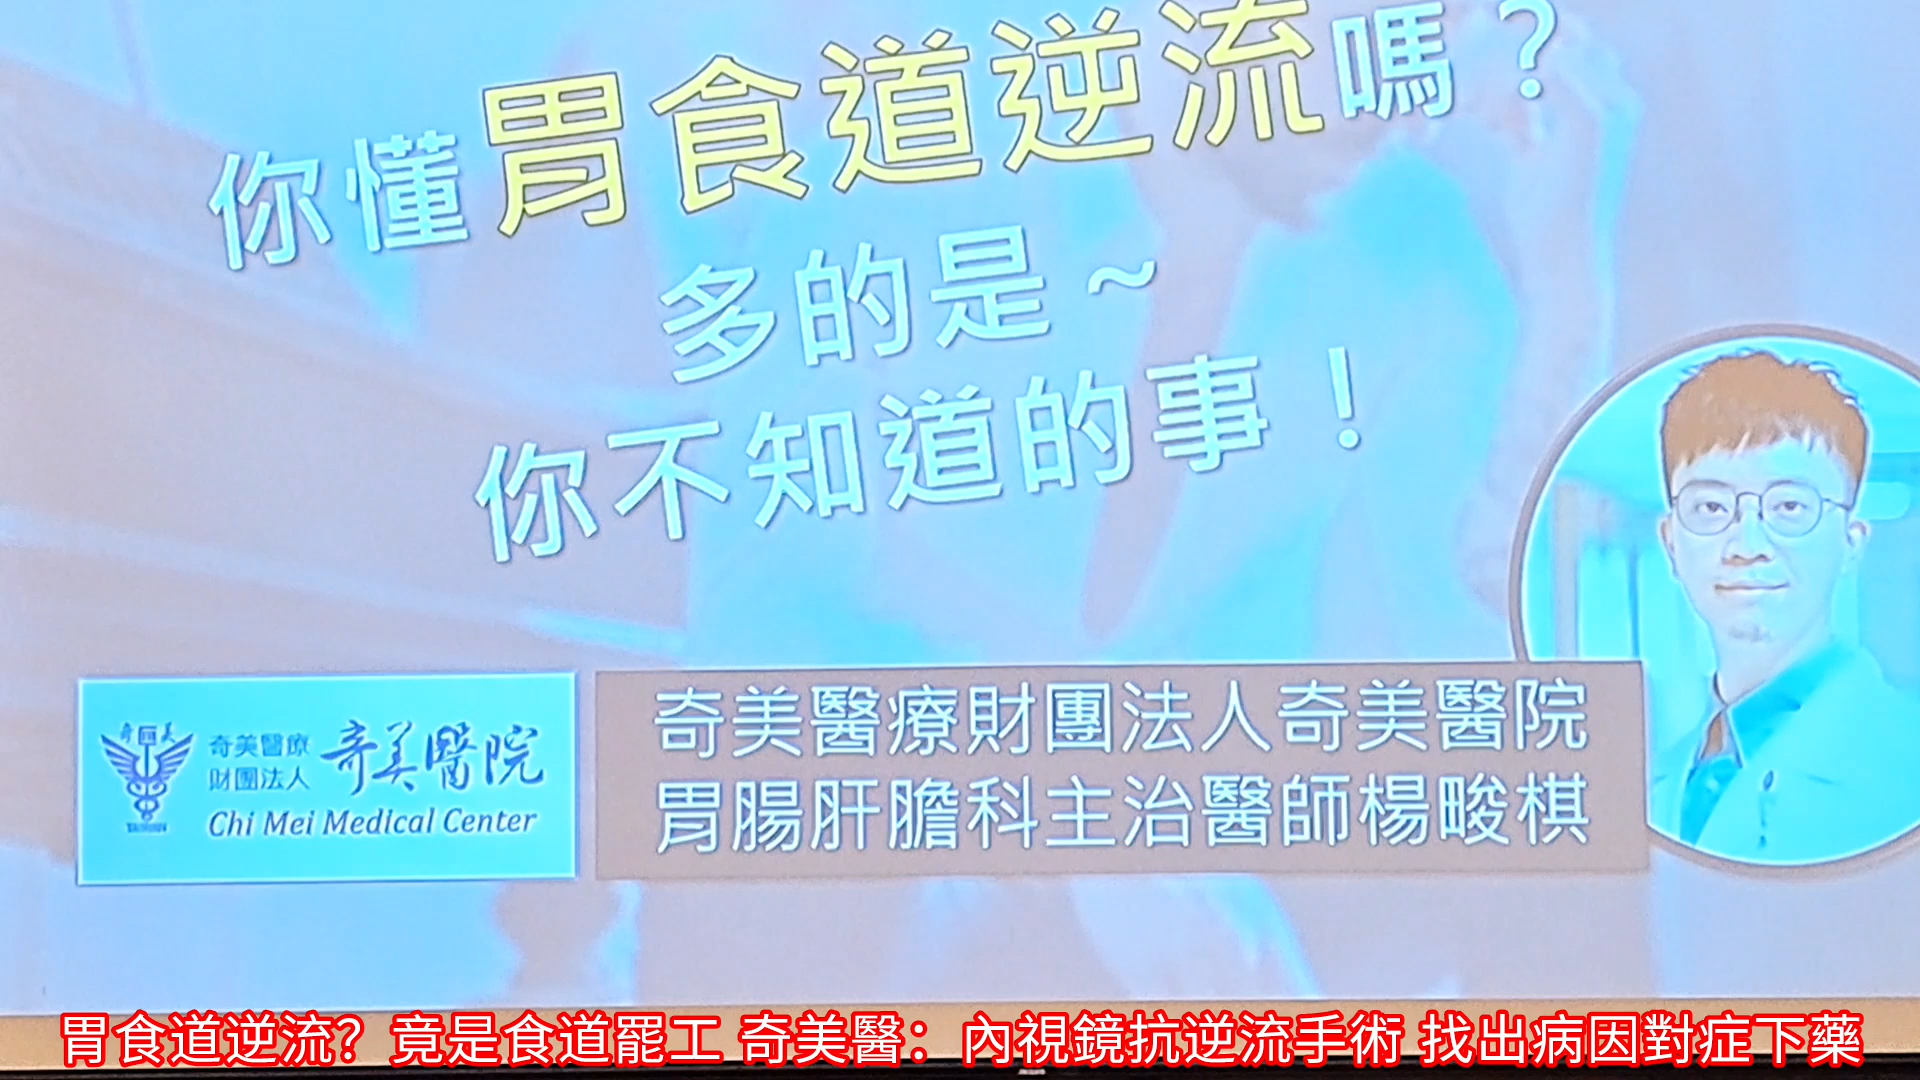 你懂胃食道逆流嗎？
多的是～
你不知道的事！
奇美
奇美醫療
財團法人
奇美醫院
Chi Mei Medical Center
奇美醫療財團法人奇美醫院
胃腸肝膽科主治醫師楊畯棋
胃食道逆流？竟是食道罷工 奇美醫：內視鏡抗逆流手術 找出病因對症下藥